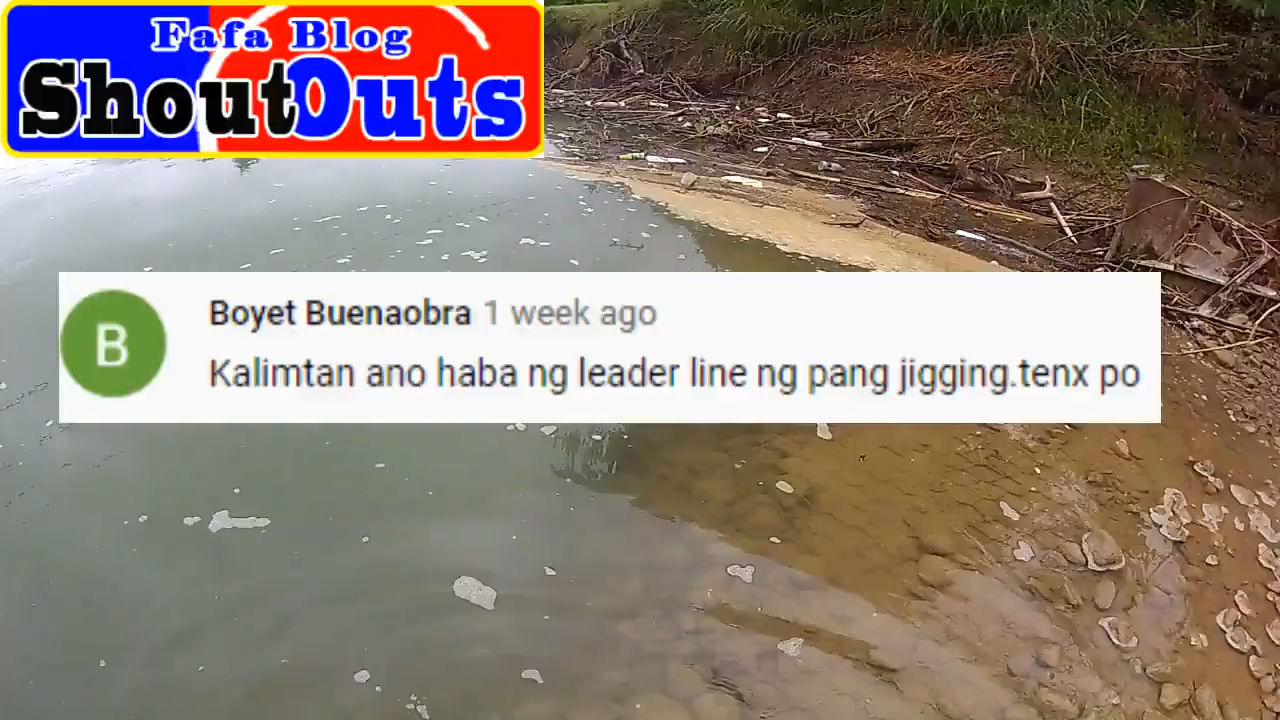 Fafa Blog
ShoutOuts
B
Boyet Buenaobra 1 week ago
Kalimtan ano haba ng leader line ng pang jigging.tenx po